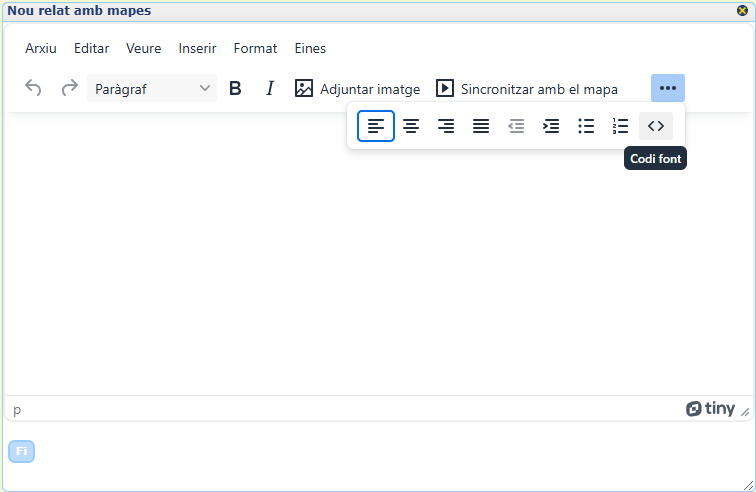 Nou relat amb mapes
Arxiu Editar Veure Inserir Format Eines
Paràgraf B I Adjuntar imatge Sincronitzar amb el mapa
Codi font
p tiny
Fi